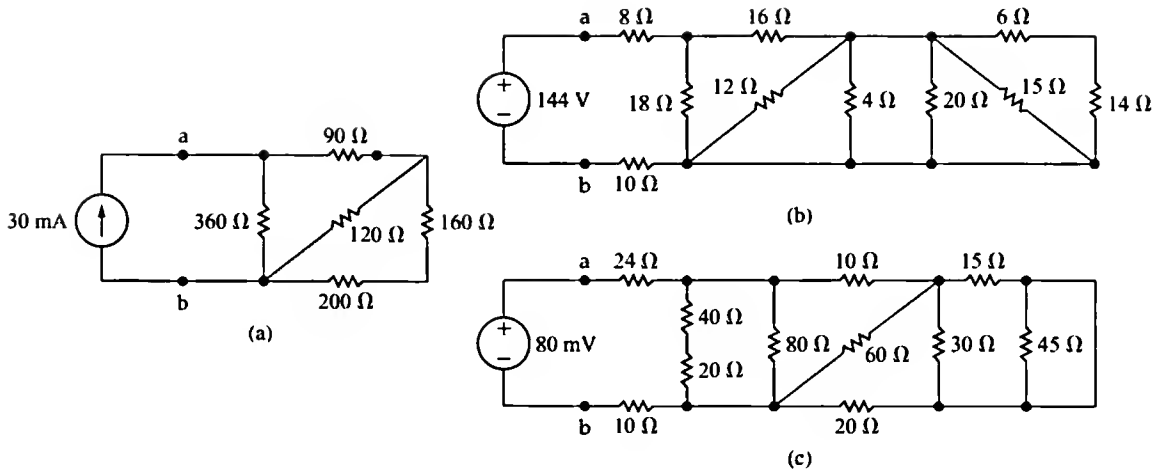 a 8 Ω 16 Ω 6 Ω
144 V 18 Ω 12 Ω 4 Ω 20 Ω 15 Ω 14 Ω
b 10 Ω
(b)
a 90 Ω
30 mA 360 Ω 120 Ω 160 Ω
b 200 Ω
(a)
a 24 Ω 10 Ω 15 Ω
40 Ω
80 mV 80 Ω 60 Ω 30 Ω 45 Ω
20 Ω
b 10 Ω 20 Ω
(c)